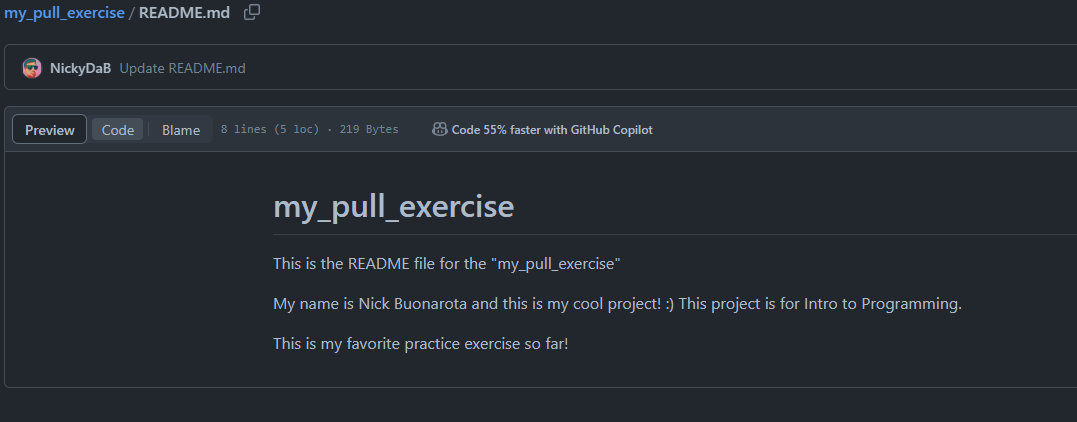 my_pull_exercise / README.md
NickyDaB Update README.md
Preview Code Blame 8 lines (5 loc) · 219 Bytes Code 55% faster with GitHub Copilot
my_pull_exercise
This is the README file for the "my_pull_exercise"
My name is Nick Buonarota and this is my cool project! :) This project is for Intro to Programming.
This is my favorite practice exercise so far!